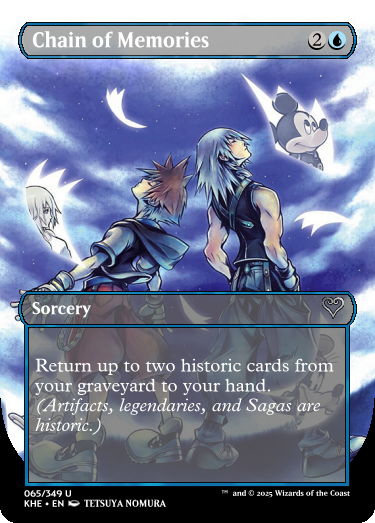 Chain of Memories 2
Sorcery
Return up to two historic cards from
your graveyard to your hand.
(Artifacts, legendaries, and Sagas are
historic.)
065/349 U
KHE • EN TETSUYA NOMURA
™ and © 2025 Wizards of the Coast